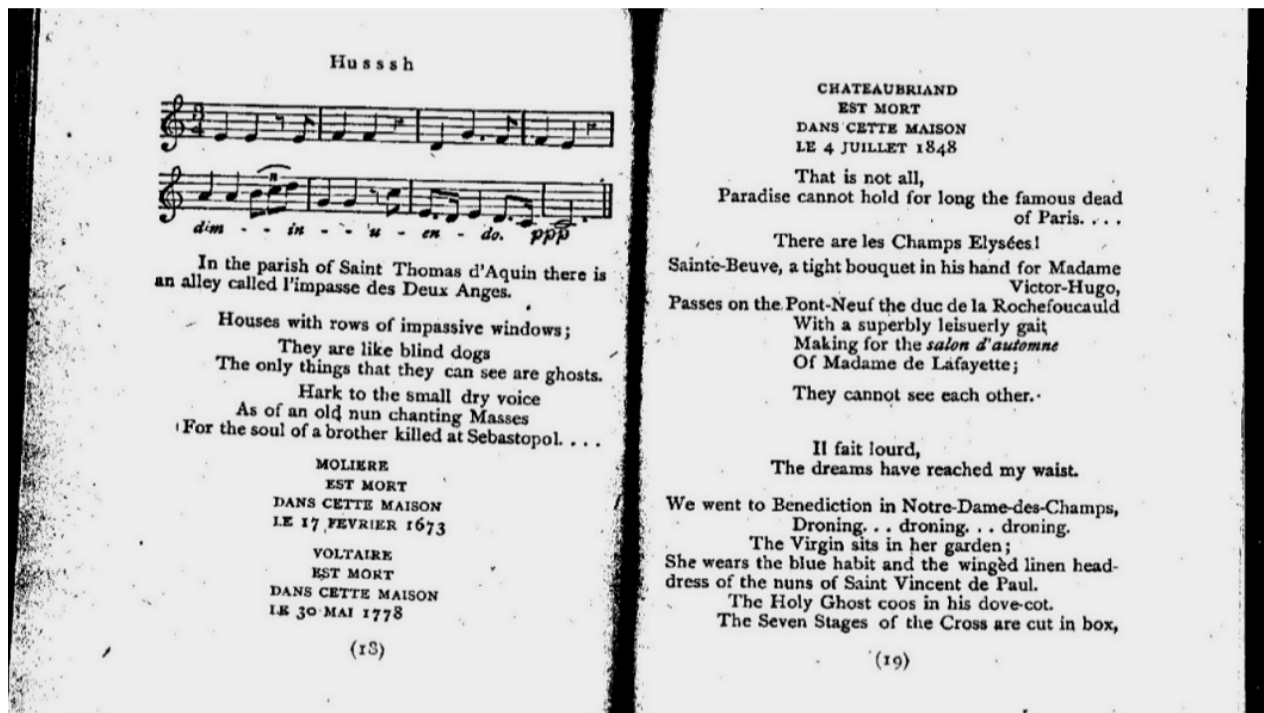 Husssh
3
4
n
dim - - in - - u - en - do. ppp
In the parish of Saint Thomas d'Aquin there is
an alley called l'impasse des Deux Anges.
Houses with rows of impassive windows;
They are like blind dogs
The only things that they can see are ghosts.
Hark to the small dry voice
As of an old nun chanting Masses
For the soul of a brother killed at Sebastopol. . . .
MOLIERE
EST MORT
DANS CETTE MAISON
LE 17 FEVRIER 1673
VOLTAIRE
EST MORT
DANS CETTE MAISON
LE 30 MAI 1778
(18)
CHATEAUBRIAND
EST MORT
DANS CETTE MAISON
LE 4 JUILLET 1848
That is not all,
Paradise cannot hold for long the famous dead
of Paris. . . .
There are les Champs Elysées!
Sainte-Beuve, a tight bouquet in his hand for Madame
Victor-Hugo,
Passes on the Pont-Neuf the duc de la Rochefoucauld
With a superbly leisuerly gait
Making for the salon d'automne
Of Madame de Lafayette;
They cannot see each other.
Il fait lourd,
The dreams have reached my waist.
We went to Benediction in Notre-Dame-des-Champs,
Droning. . . droning. . . droning.
The Virgin sits in her garden;
She wears the blue habit and the wingèd linen head-
dress of the nuns of Saint Vincent de Paul.
The Holy Ghost coos in his dove-cot.
The Seven Stages of the Cross are cut in box,
(19)